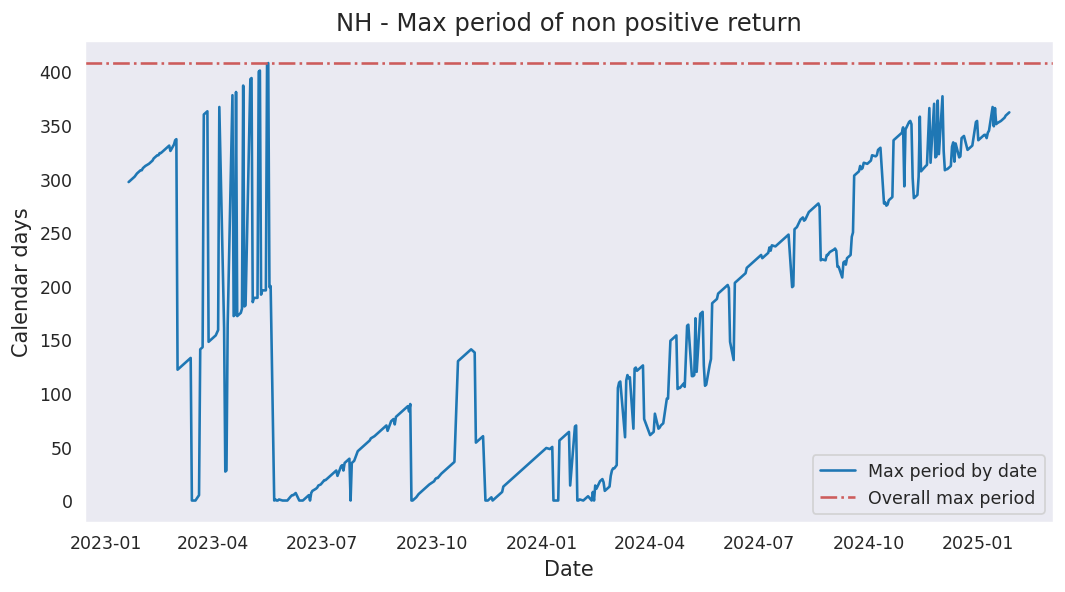 NH - Max period of non positive return
Calendar days
400
350
300
250
200
150
100
50
0
Max period by date
Overall max period
2023-01 2023-04 2023-07 2023-10 2024-01 2024-04 2024-07 2024-10 2025-01
Date